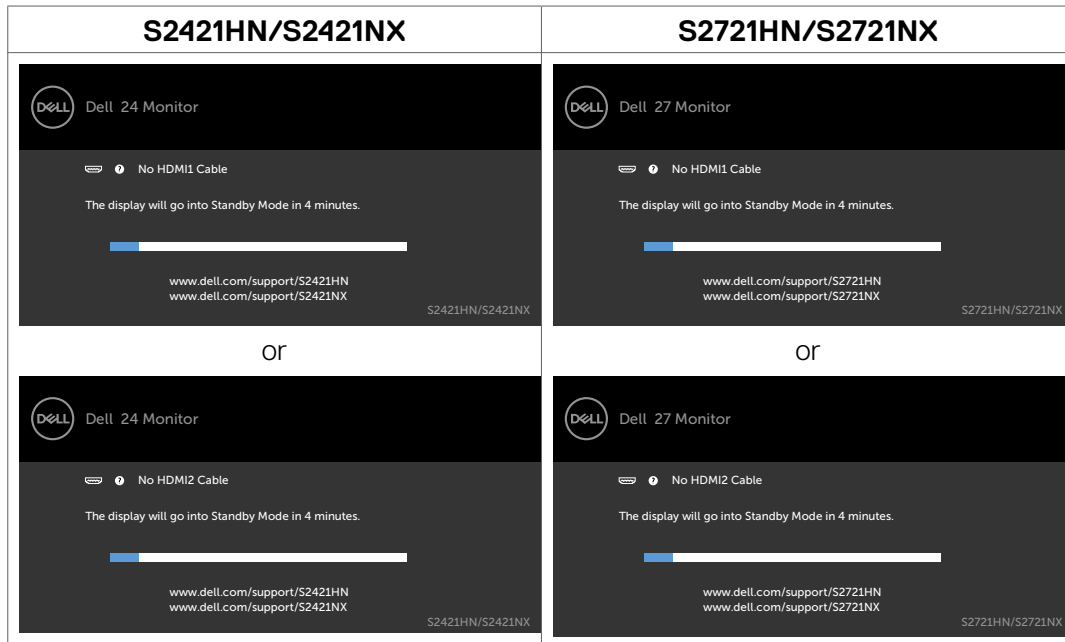 S2421HN/S2421NX
S2721HN/S2721NX
DELL
Dell 24 Monitor
No HDMI1 Cable
The display will go into Standby Mode in 4 minutes.
www.dell.com/support/S2421HN
www.dell.com/support/S2421NX
S2421HN/S2421NX
DELL
Dell 27 Monitor
? No HDMI1 Cable
The display will go into Standby Mode in 4 minutes.
www.dell.com/support/S2721HN
www.dell.com/support/S2721NX
S2721HN/S2721NX
or
or
DELL
Dell 24 Monitor
? No HDMI2 Cable
The display will go into Standby Mode in 4 minutes.
www.dell.com/support/S2421HN
www.dell.com/support/S2421NX
S2421HN/S2421NX
DELL
Dell 27 Monitor
? No HDMI2 Cable
The display will go into Standby Mode in 4 minutes.
www.dell.com/support/S2721HN
www.dell.com/support/S2721NX
S2721HN/S2721NX